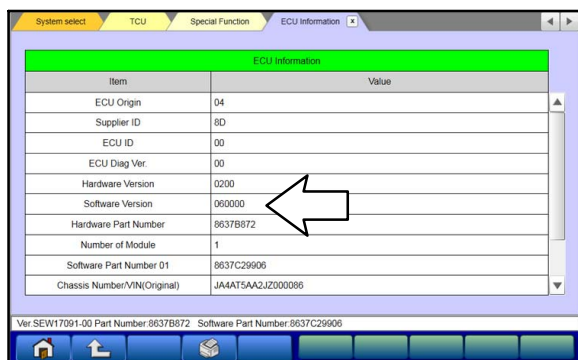 System select TCU Special Function ECU Information x
ECU Information
Item Value
ECU Origin 04
Supplier ID 8D
ECU ID 00
ECU Diag Ver. 00
Hardware Version 0200
Software Version 060000
Hardware Part Number 8637B872
Number of Module 1
Software Part Number 01 8637C29906
Chassis Number/VIN(Original) JA4AT5AA2JZ000086
Ver.SEW17091-00 Part Number:8637B872 Software Part Number:8637C29906